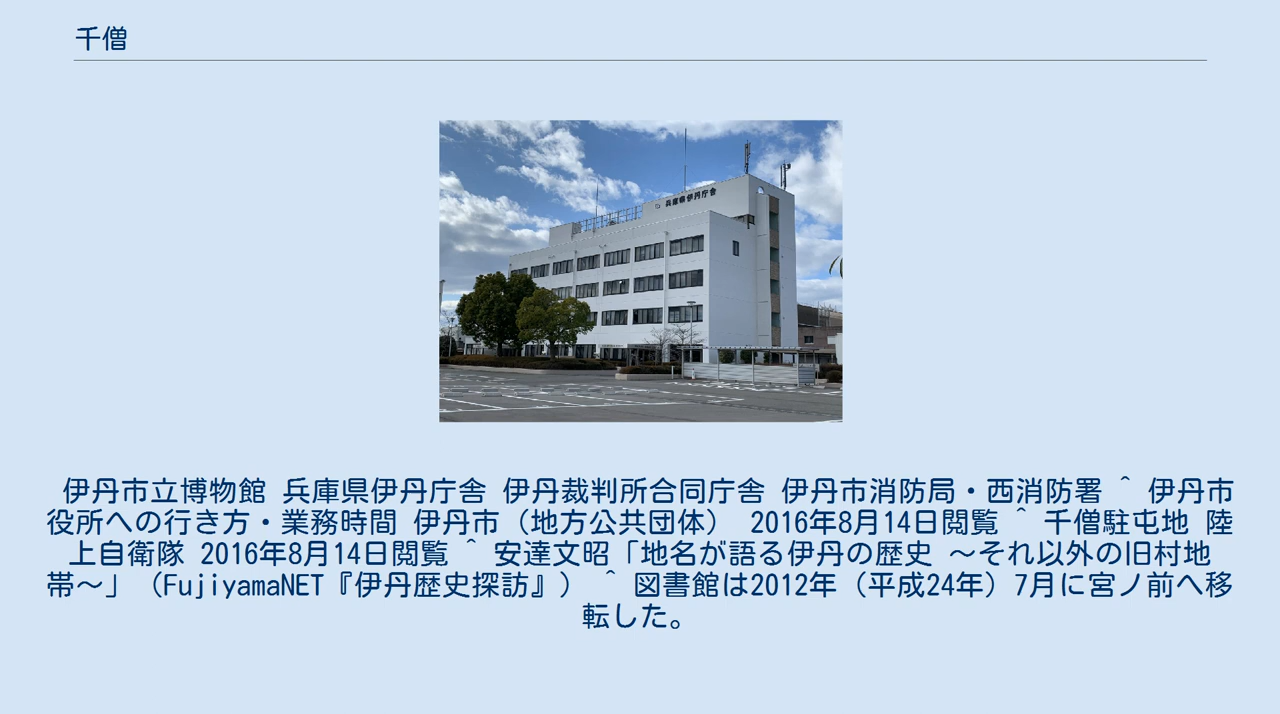 千僧
兵庫県伊丹庁舎
伊丹市立博物館 兵庫県伊丹庁舎 伊丹裁判所合同庁舎 伊丹市消防局・西消防署 ^ 伊丹市
役所への行き方・業務時間 伊丹市（地方公共団体） 2016年8月14日閲覧 ^ 千僧駐屯地 陸
上自衛隊 2016年8月14日閲覧 ^ 安達文昭「地名が語る伊丹の歴史 〜それ以外の旧村地
帯〜」（FujiyamaNET『伊丹歴史探訪』） ^ 図書館は2012年（平成24年）7月に宮ノ前へ移
転した。